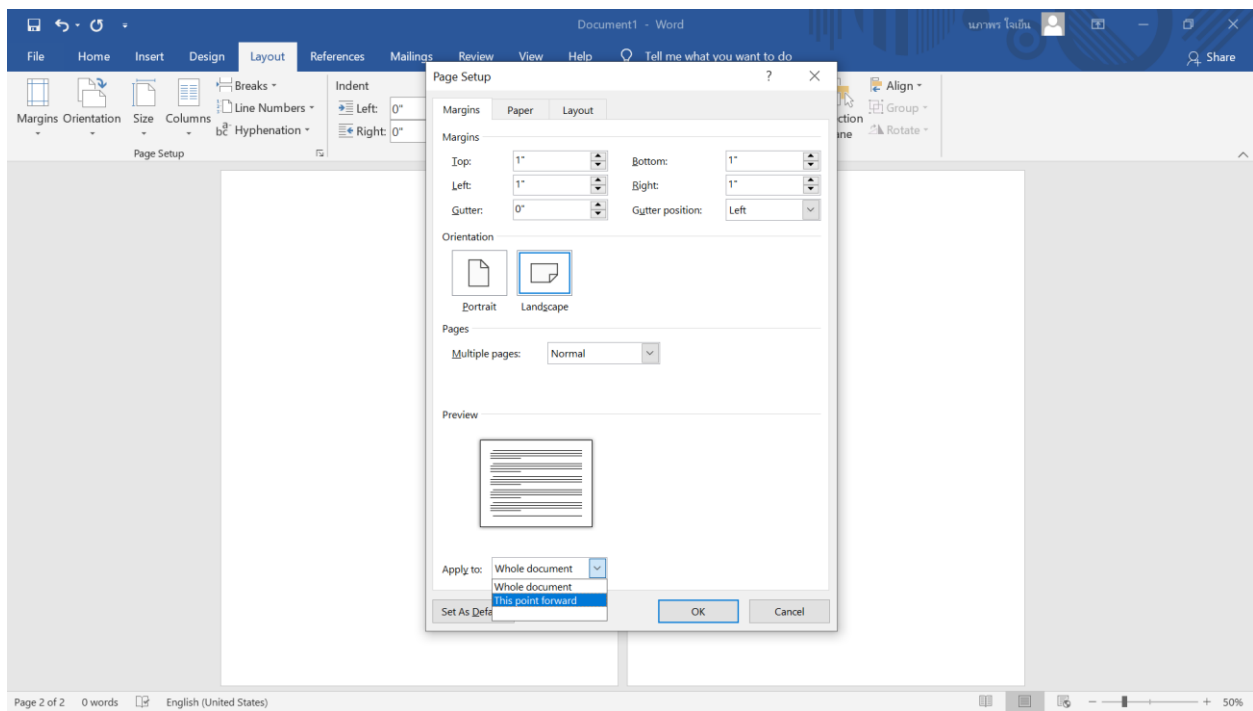 Document1 - Word
นภาพร ใจเย็น
File Home Insert Design Layout References Mailings Review View Help Tell me what you want to do
Share
Margins Orientation Size Columns
Breaks
Line Numbers
Hyphenation
Page Setup
Indent
Left: 0"
Right: 0"
Align
Group
Rotate
Page Setup
Margins Paper Layout
Margins
Top: 1" Bottom: 1"
Left: 1" Right: 1"
Gutter: 0" Gutter position: Left
Orientation
Portrait Landscape
Pages
Multiple pages: Normal
Preview
Apply to: Whole document
Whole document
This point forward
Set As OK Cancel
Page 2 of 2 0 words English (United States) 50%